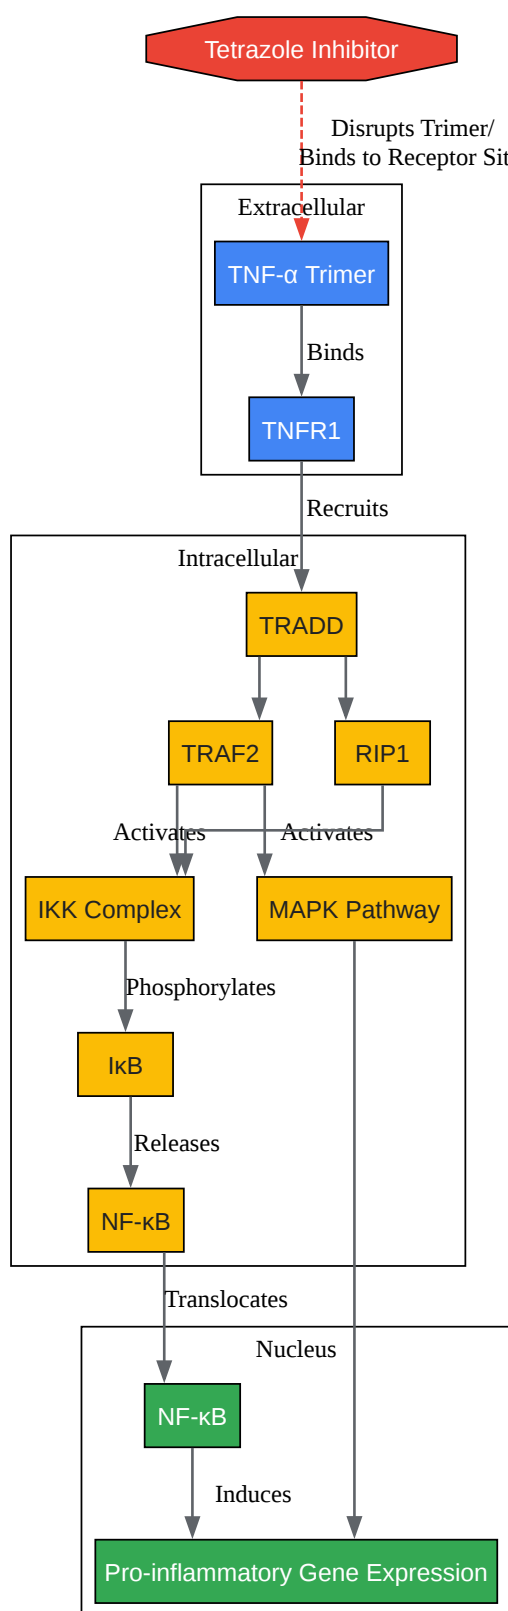 Tetrazole Inhibitor
Disrupts Trimer/
Binds to Receptor Sit
Extracellular
TNF-α Trimer
Binds
TNFR1
Recruits
Intracellular
TRADD
TRAF2
RIP1
Activates
Activates
IKK Complex
MAPK Pathway
Phosphorylates
IκB
Releases
NF-κB
Translocates
Nucleus
NF-κB
Induces
Pro-inflammatory Gene Expression